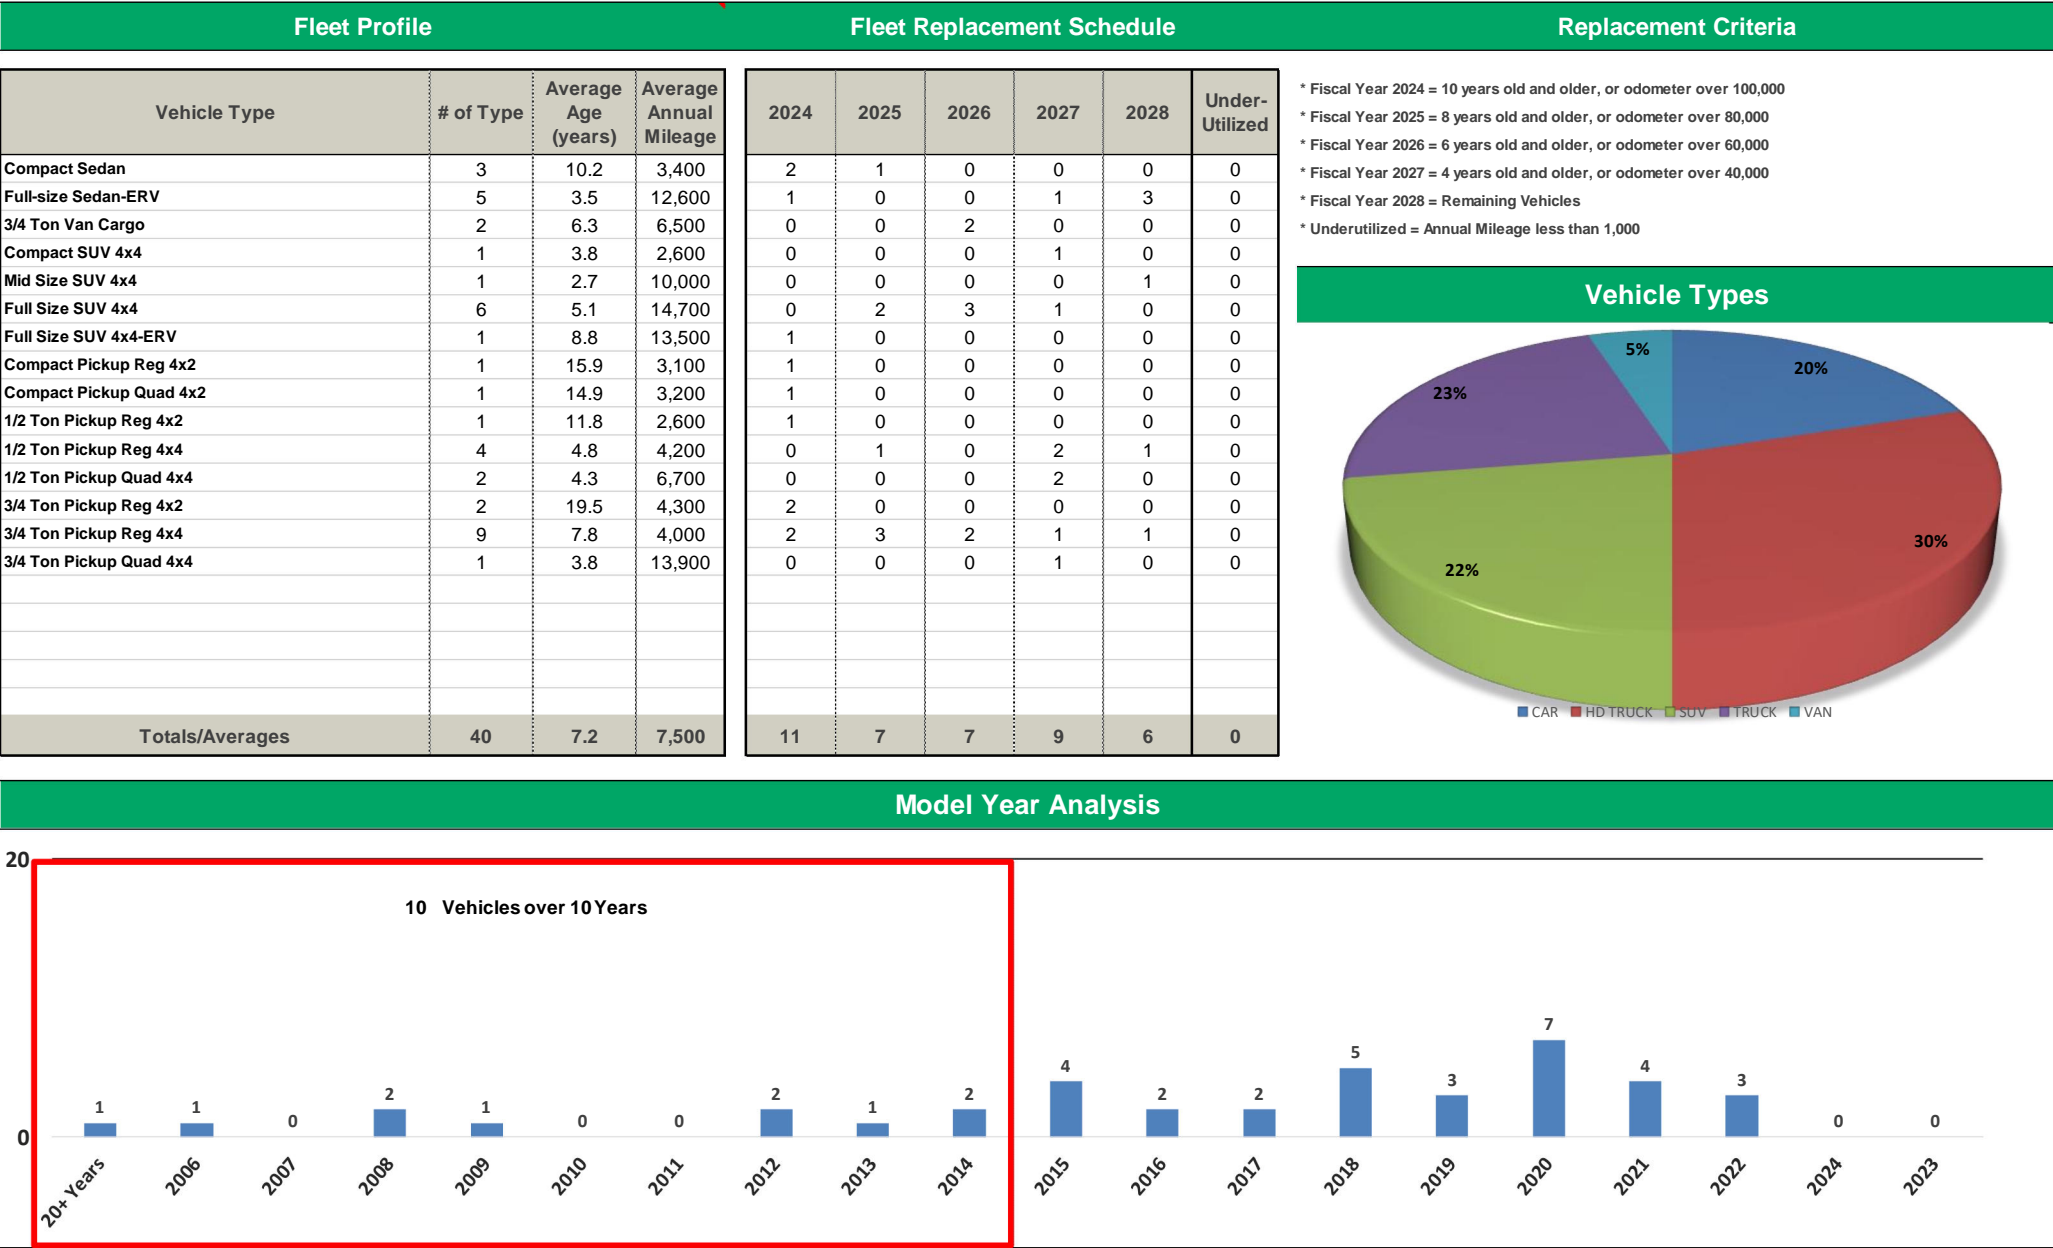 Fleet Profile
Fleet Replacement Schedule
Replacement Criteria
Vehicle Type # of Type Average Age (years) Average Annual Mileage
2024 2025 2026 2027 2028 Under-Utilized
Compact Sedan 3 10.2 3,400 2 1 0 0 0 0
Full-size Sedan-ERV 5 3.5 12,600 1 0 0 1 3 0
3/4 Ton Van Cargo 2 6.3 6,500 0 0 2 0 0 0
Compact SUV 4x4 1 3.8 2,600 0 0 0 1 0 0
Mid Size SUV 4x4 1 2.7 10,000 0 0 0 0 1 0
Full Size SUV 4x4 6 5.1 14,700 0 2 3 1 0 0
Full Size SUV 4x4-ERV 1 8.8 13,500 1 0 0 0 0 0
Compact Pickup Reg 4x2 1 15.9 3,100 1 0 0 0 0 0
Compact Pickup Quad 4x2 1 14.9 3,200 1 0 0 0 0 0
1/2 Ton Pickup Reg 4x2 1 11.8 2,600 1 0 0 0 0 0
1/2 Ton Pickup Reg 4x4 4 4.8 4,200 0 1 0 2 1 0
1/2 Ton Pickup Quad 4x4 2 4.3 6,700 0 0 0 2 0 0
3/4 Ton Pickup Reg 4x2 2 19.5 4,300 2 0 0 0 0 0
3/4 Ton Pickup Reg 4x4 9 7.8 4,000 2 3 2 1 1 0
3/4 Ton Pickup Quad 4x4 1 3.8 13,900 0 0 0 1 0 0
Totals/Averages 40 7.2 7,500 11 7 7 9 6 0
* Fiscal Year 2024 = 10 years old and older, or odometer over 100,000
* Fiscal Year 2025 = 8 years old and older, or odometer over 80,000
* Fiscal Year 2026 = 6 years old and older, or odometer over 60,000
* Fiscal Year 2027 = 4 years old and older, or odometer over 40,000
* Fiscal Year 2028 = Remaining Vehicles
* Underutilized = Annual Mileage less than 1,000
Vehicle Types
5%
20%
23%
30%
22%
CAR HD TRUCK SUV TRUCK VAN
Model Year Analysis
20
10 Vehicles over 10 Years
1 1 0 2 1 0 0 2 1 2 4 2 2 5 3 7 4 3 0 0
0
20+ Years 2006 2007 2008 2009 2010 2011 2012 2013 2014 2015 2016 2017 2018 2019 2020 2021 2022 2024 2023